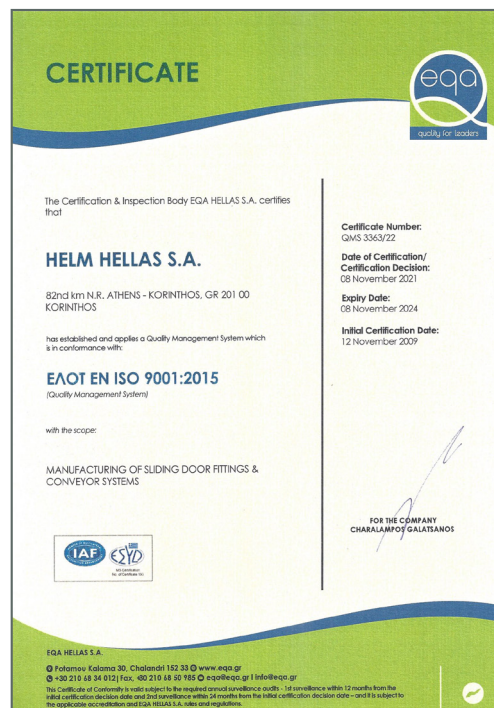 CERTIFICATE
eqa
quality for leaders
The Certification & Inspection Body EQA HELLAS S.A. certifies
that
HELM HELLAS S.A.
82nd km N.R. ATHENS - KORINTHOS, GR 201 00
KORINTHOS
has established and applies a Quality Management System which
is in conformance with:
ΕΛΟΤ EN ISO 9001:2015
(Quality Management System)
with the scope:
MANUFACTURING OF SLIDING DOOR FITTINGS &
CONVEYOR SYSTEMS
Certificate Number:
QMS 3363/22
Date of Certification/
Certification Decision:
08 November 2021
Expiry Date:
08 November 2024
Initial Certification Date:
12 November 2009
FOR THE COMPANY
CHARALAMPOS GALATSANOS
IAF
ΕΣΥD
EQA HELLAS S.A.
Potamou Kalama 30, Chalandri 152 33 www.eqa.gr
+30 210 68 34 012| Fax, +30 210 68 50 985 eqa@eqa.gr I info@eqa.gr
This Certificate of Conformity is valid subject to the required annual surveillance audits - 1st surveillance within 12 months from the
initial certification decision date and 2nd surveillance within 24 months from the initial certification decision date – and it is subject to
the applicable accreditation and EQA HELLAS S.A. rules and regulations.